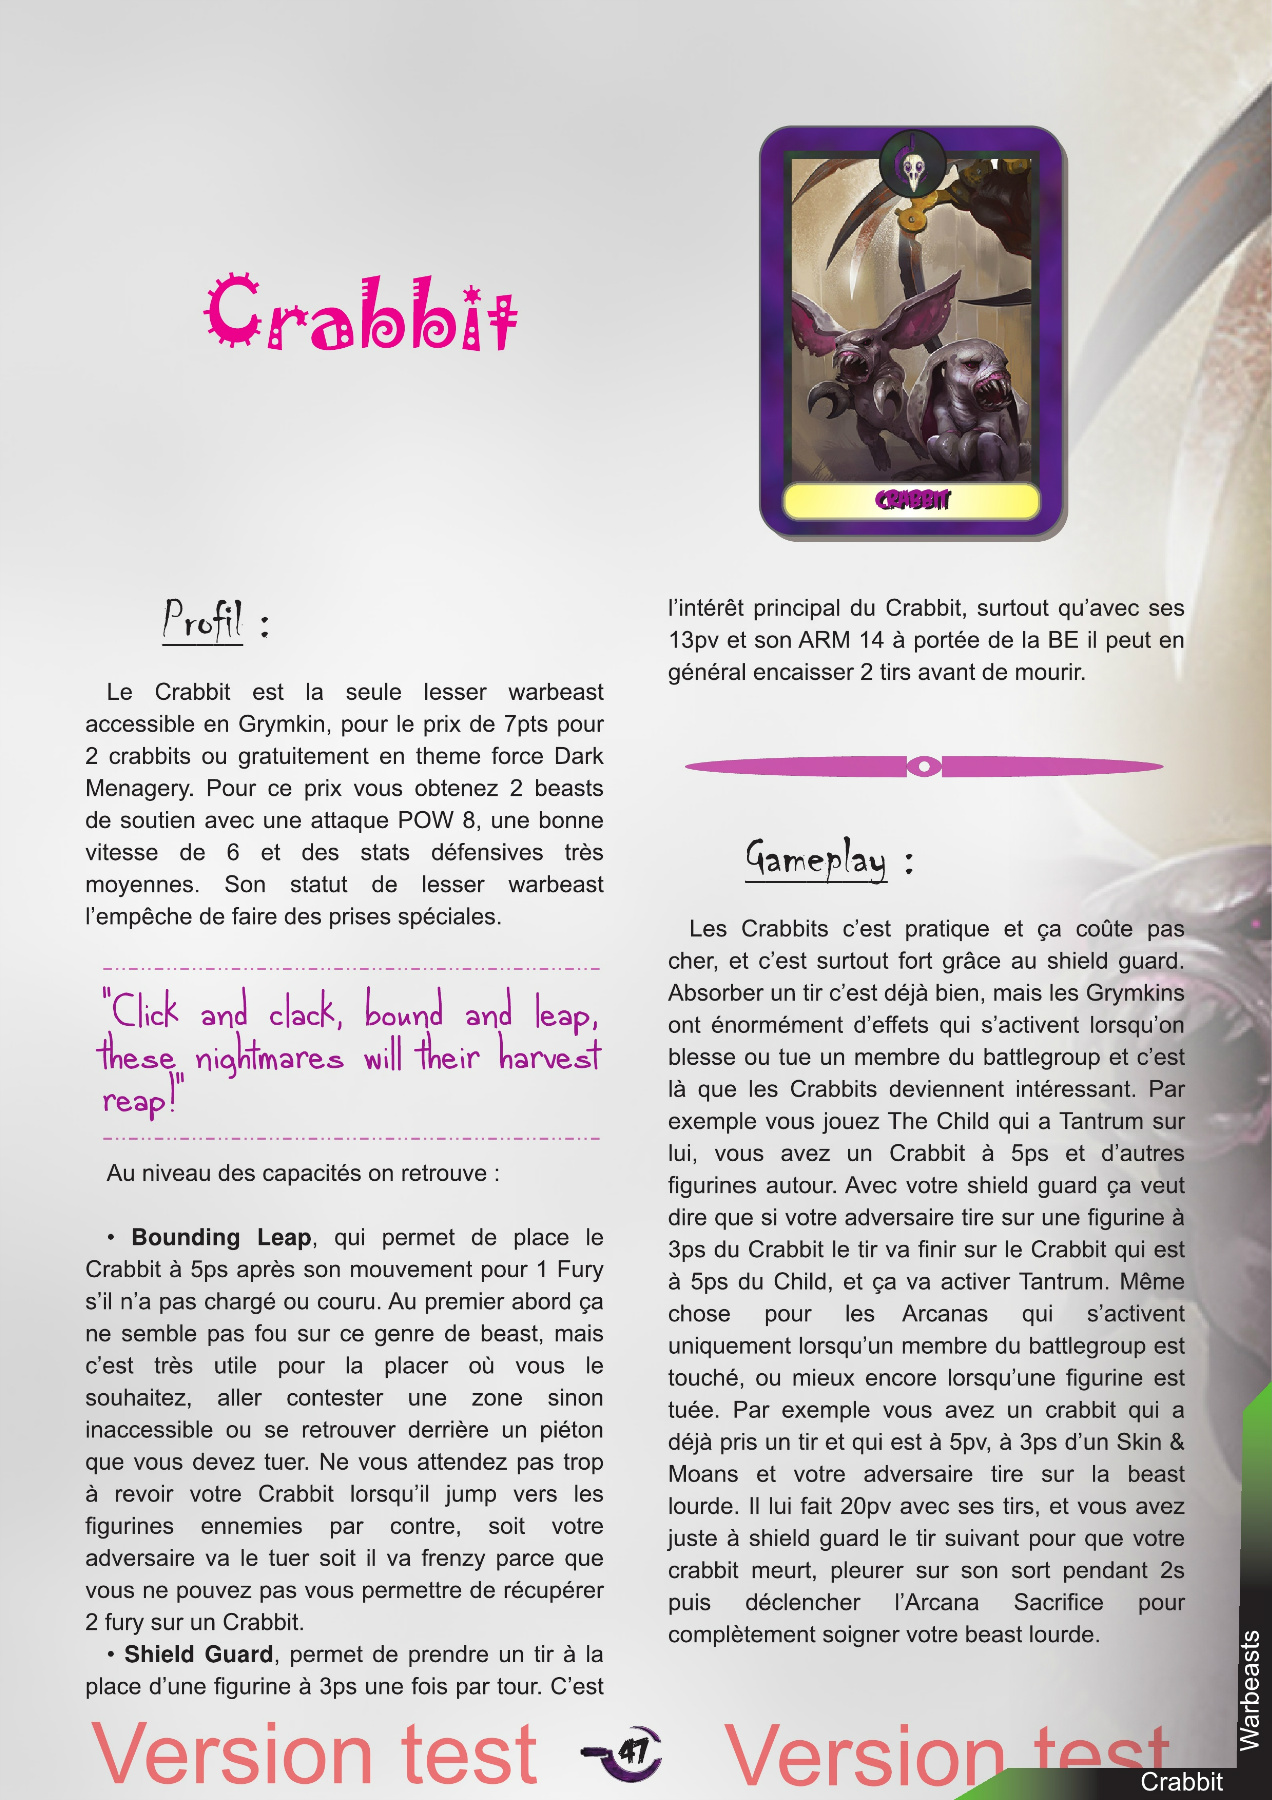 Crabbit
CRABBIT
Profil :
Le Crabbit est la seule lesser warbeast
accessible en Grymkin, pour le prix de 7pts pour
2 crabbits ou gratuitement en theme force Dark
Menagery. Pour ce prix vous obtenez 2 beasts
de soutien avec une attaque POW 8, une bonne
vitesse de 6 et des stats défensives très
moyennes. Son statut de lesser warbeast
l'empêche de faire des prises spéciales.
"Click and clack, bound and leap,
these nightmares will their harvest
reap!"
Au niveau des capacités on retrouve :
• Bounding Leap, qui permet de place le
Crabbit à 5ps après son mouvement pour 1 Fury
s'il n'a pas chargé ou couru. Au premier abord ça
ne semble pas fou sur ce genre de beast, mais
c'est très utile pour la placer où vous le
souhaitez, aller contester une zone sinon
inaccessible ou se retrouver derrière un piéton
que vous devez tuer. Ne vous attendez pas trop
à revoir votre Crabbit lorsqu'il jump vers les
figurines ennemies par contre, soit votre
adversaire va le tuer soit il va frenzy parce que
vous ne pouvez pas vous permettre de récupérer
2 fury sur un Crabbit.
• Shield Guard, permet de prendre un tir à la
place d'une figurine à 3ps une fois par tour. C'est
l'intérêt principal du Crabbit, surtout qu'avec ses
13pv et son ARM 14 à portée de la BE il peut en
général encaisser 2 tirs avant de mourir.
Gameplay :
Les Crabbits c'est pratique et ça coûte pas
cher, et c'est surtout fort grâce au shield guard.
Absorber un tir c'est déjà bien, mais les Grymkins
ont énormément d'effets qui s'activent lorsqu'on
blesse ou tue un membre du battlegroup et c'est
là que les Crabbits deviennent intéressant. Par
exemple vous jouez The Child qui a Tantrum sur
lui, vous avez un Crabbit à 5ps et d'autres
figurines autour. Avec votre shield guard ça veut
dire que si votre adversaire tire sur une figurine à
3ps du Crabbit le tir va finir sur le Crabbit qui est
à 5ps du Child, et ça va activer Tantrum. Même
chose pour les Arcanas qui s'activent
uniquement lorsqu'un membre du battlegroup est
touché, ou mieux encore lorsqu'une figurine est
tuée. Par exemple vous avez un crabbit qui a
déjà pris un tir et qui est à 5pv, à 3ps d'un Skin &
Moans et votre adversaire tire sur la beast
lourde. Il lui fait 20pv avec ses tirs, et vous avez
juste à shield guard le tir suivant pour que votre
crabbit meurt, pleurer sur son sort pendant 2s
puis déclencher l'Arcana Sacrifice pour
complètement soigner votre beast lourde.
Version test
47
Version test
Warbeasts
Crabbit